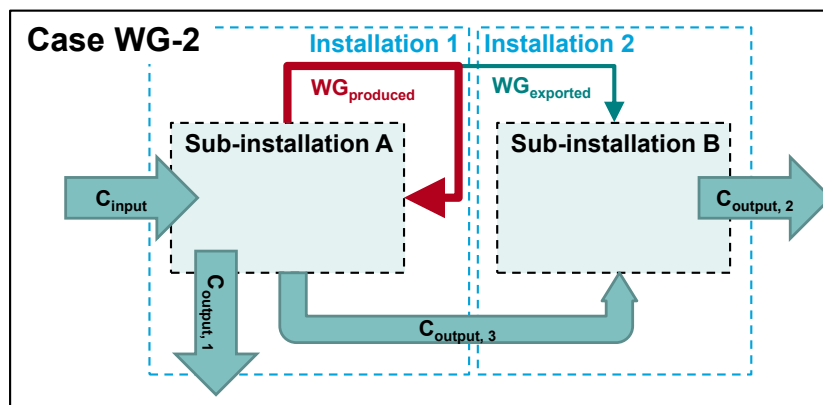 Case WG-2
Installation 1
Installation 2
WGproduced
WGexported
Sub-installation A
Sub-installation B
Cinput
Coutput, 2
Coutput, 1
Coutput, 3